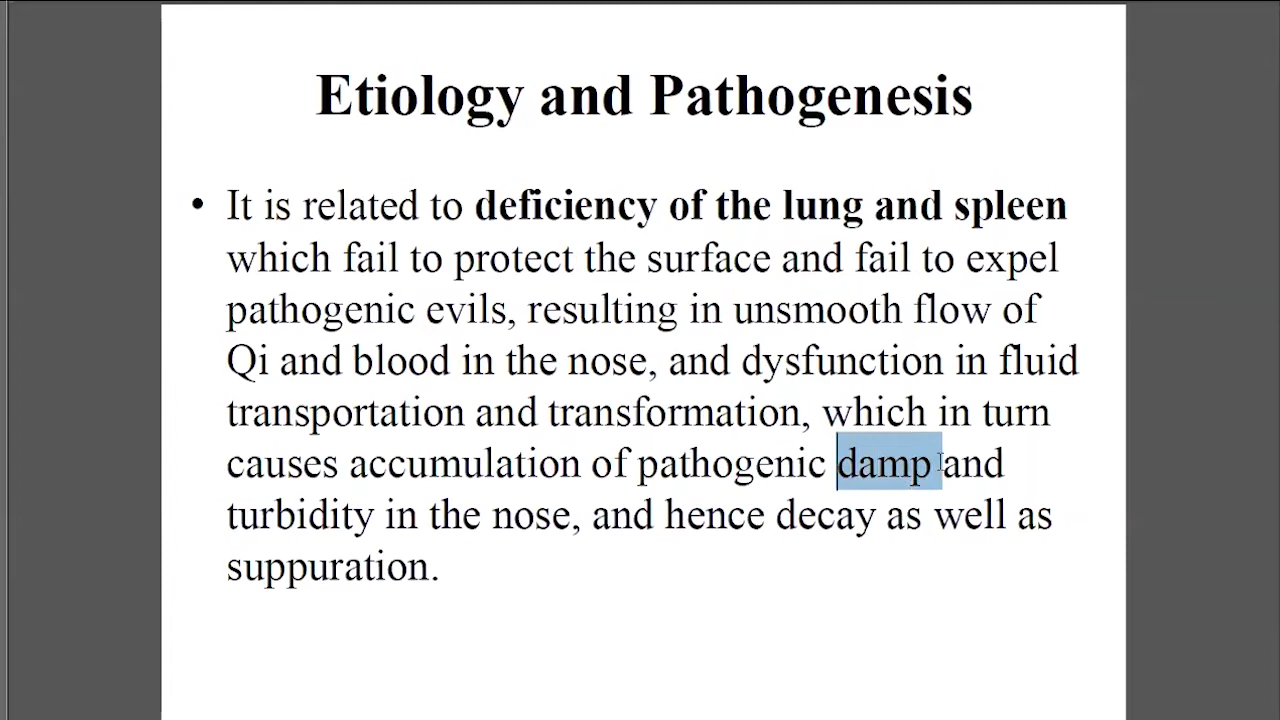 Etiology and Pathogenesis
• It is related to deficiency of the lung and spleen
which fail to protect the surface and fail to expel
pathogenic evils, resulting in unsmooth flow of
Qi and blood in the nose, and dysfunction in fluid
transportation and transformation, which in turn
causes accumulation of pathogenic damp and
turbidity in the nose, and hence decay as well as
suppuration.